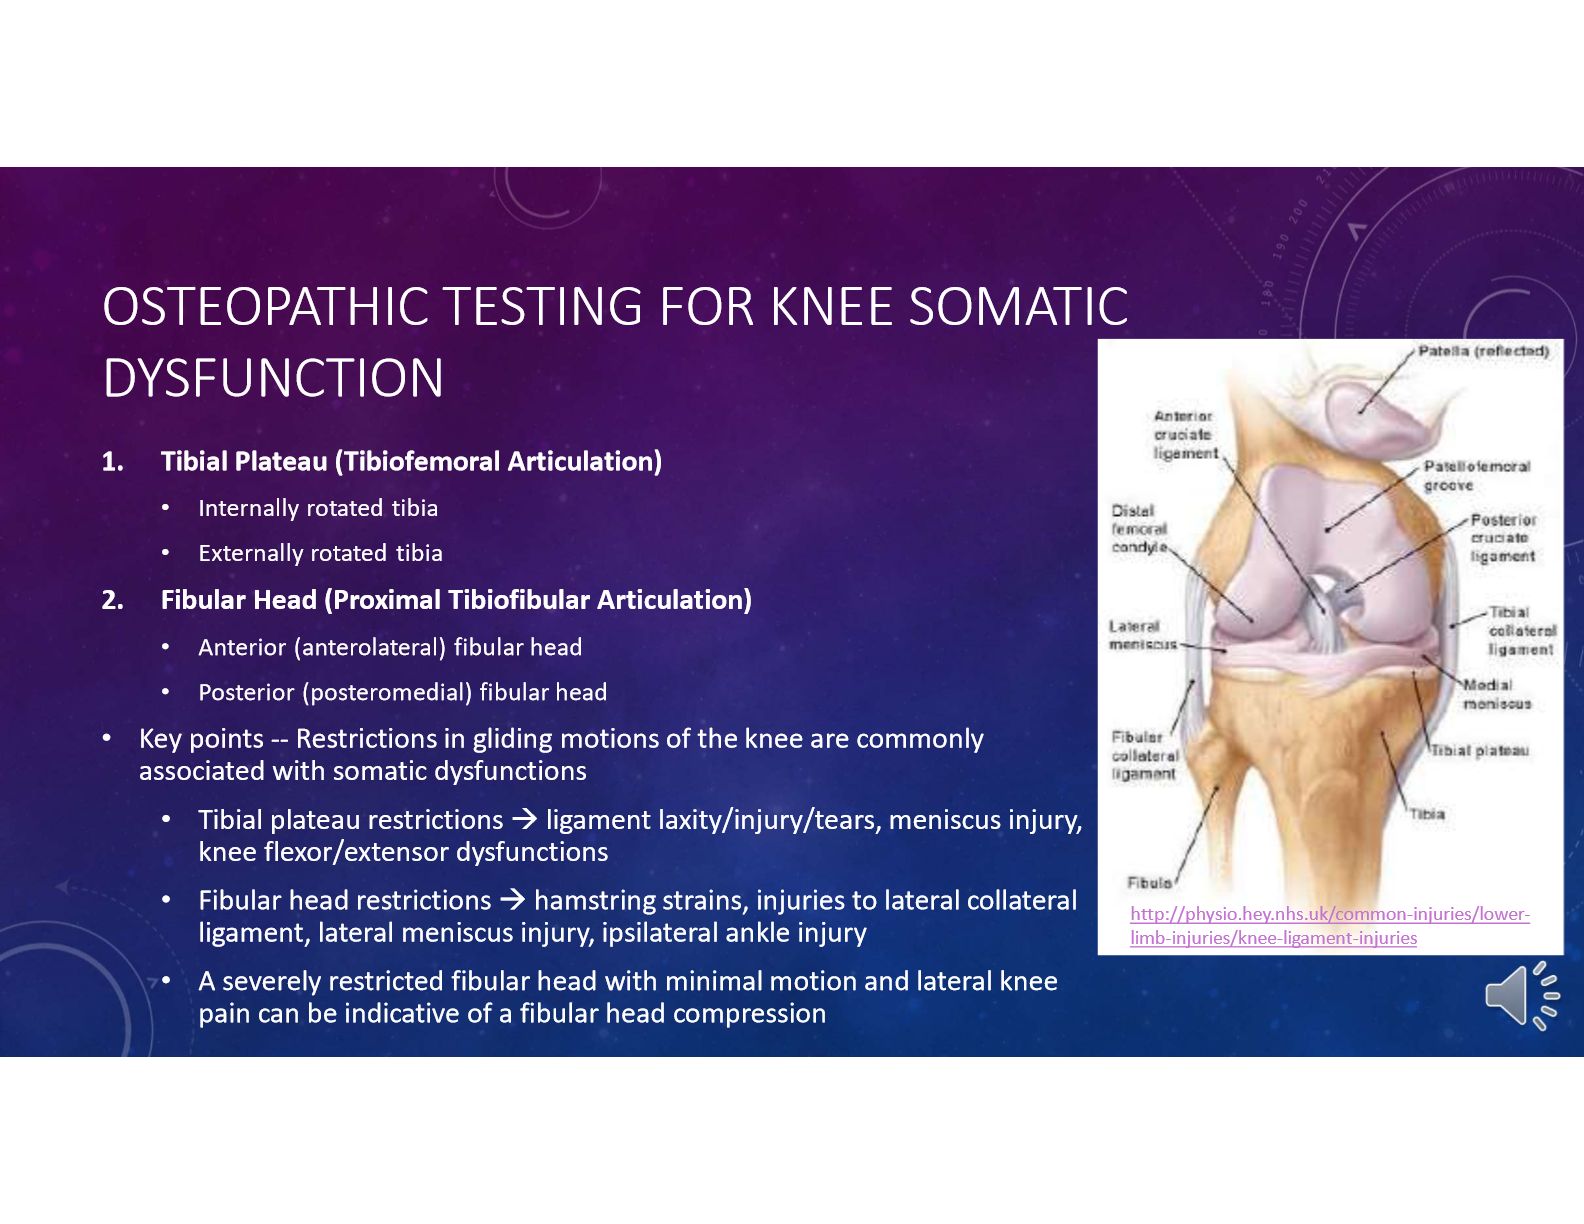 OSTEOPATHIC TESTING FOR KNEE SOMATIC
DYSFUNCTION
1. Tibial Plateau (Tibiofemoral Articulation)
• Internally rotated tibia
• Externally rotated tibia
2. Fibular Head (Proximal Tibiofibular Articulation)
• Anterior (anterolateral) fibular head
• Posterior (posteromedial) fibular head
• Key points -- Restrictions in gliding motions of the knee are commonly
associated with somatic dysfunctions
• Tibial plateau restrictions → ligament laxity/injury/tears, meniscus injury,
knee flexor/extensor dysfunctions
• Fibular head restrictions → hamstring strains, injuries to lateral collateral
ligament, lateral meniscus injury, ipsilateral ankle injury
• A severely restricted fibular head with minimal motion and lateral knee
pain can be indicative of a fibular head compression
Patella (reflected)
Anterior
cruciate
ligament
Patellofemoral
groove
Distal
femoral
condyle
Posterior
cruciate
ligament
Lateral
meniscus
Tibial
collateral
ligament
Medial
meniscus
Fibular
collateral
ligament
Tibial plateau
Tibia
Fibula
http://physio.hey.nhs.uk/common-injuries/lower-
limb-injuries/knee-ligament-injuries
180
190
200